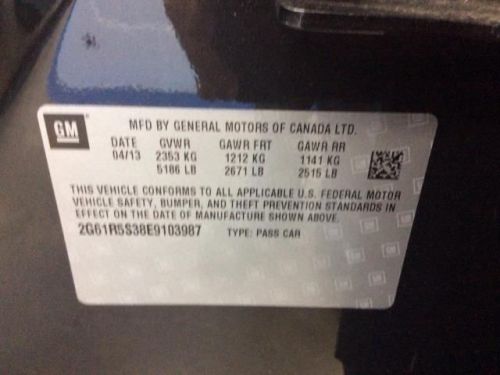 GM
MFD BY GENERAL MOTORS OF CANADA LTD.
DATE GVWR GAWR FRT GAWR RR
04/13 2353 KG 1212 KG 1141 KG
5186 LB 2671 LB 2515 LB
THIS VEHICLE CONFORMS TO ALL APPLICABLE U.S. FEDERAL MOTOR
VEHICLE SAFETY, BUMPER, AND THEFT PREVENTION STANDARDS IN
EFFECT ON THE DATE OF MANUFACTURE SHOWN ABOVE.
2G61R5S38E9103987 TYPE: PASS CAR